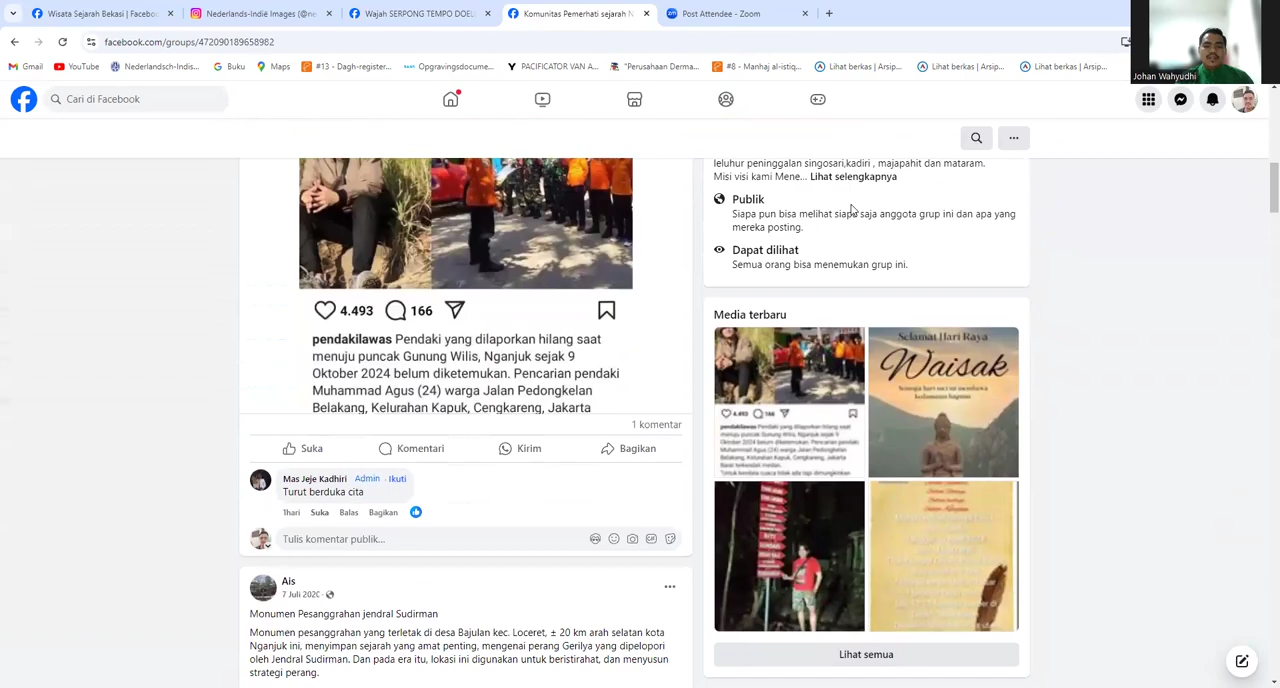 Wisata Sejarah Bekasi | Faceboo
Nederlands-Indië Images (@ne
Wajah SERPONG TEMPO DOEL
Komunitas Pemerhati sejarah N
Post Attendee - Zoom
facebook.com/groups/472090189658982
Gmail
YouTube
Nederlandsch-Indis...
Buku
Maps
#13 - Dagh-register...
Opgravingsdocume...
PACIFICATOR VAN A...
"Perusahaan Derma...
#8 - Manhaj al-istiq...
Lihat berkas | Arsip...
Lihat berkas | Arsip...
Lihat berkas | Arsip...
Johan Wahyudhi
Cari di Facebook
4.493
166
pendakilawas Pendaki yang dilaporkan hilang saat
menuju puncak Gunung Wilis, Nganjuk sejak 9
Oktober 2024 belum diketemukan. Pencarian pendaki
Muhammad Agus (24) warga Jalan Pedongkelan
Belakang, Kelurahan Kapuk, Cengkareng, Jakarta
1 komentar
Suka
Komentari
Kirim
Bagikan
Mas Jeje Kadhiri Admin · Ikuti
Turut berduka cita
1hari Suka Balas Bagikan
Tulis komentar publik...
Ais
7 Juli 2020 ·
Monumen Pesanggrahan jendral Sudirman
Monumen pesanggrahan yang terletak di desa Bajulan kec. Loceret, ± 20 km arah selatan kota
Nganjuk ini, menyimpan sejarah yang amat penting, mengenai perang Gerilya yang dipelopori
oleh Jendral Sudirman. Dan pada era itu, lokasi ini digunakan untuk beristirahat, dan menyusun
strategi perang.
leluhur peninggalan singosari,kadiri , majapahit dan mataram.
Misi visi kami Mene... Lihat selengkapnya
Publik
Siapa pun bisa melihat siapa saja anggota grup ini dan apa yang
mereka posting.
Dapat dilihat
Semua orang bisa menemukan grup ini.
Media terbaru
4.493
166
pendakilawas Pendaki yang dilaporkan hilang saat
menuju puncak Gunung Wilis, Nganjuk sejak 9
Oktober 2024 belum diketemukan. Pencarian pendaki
Muhammad Agus (24) warga Jalan Pedongkelan
Belakang, Kelurahan Kapuk, Cengkareng, Jakarta
Selamat Hari Raya
Waisak
Lihat semua